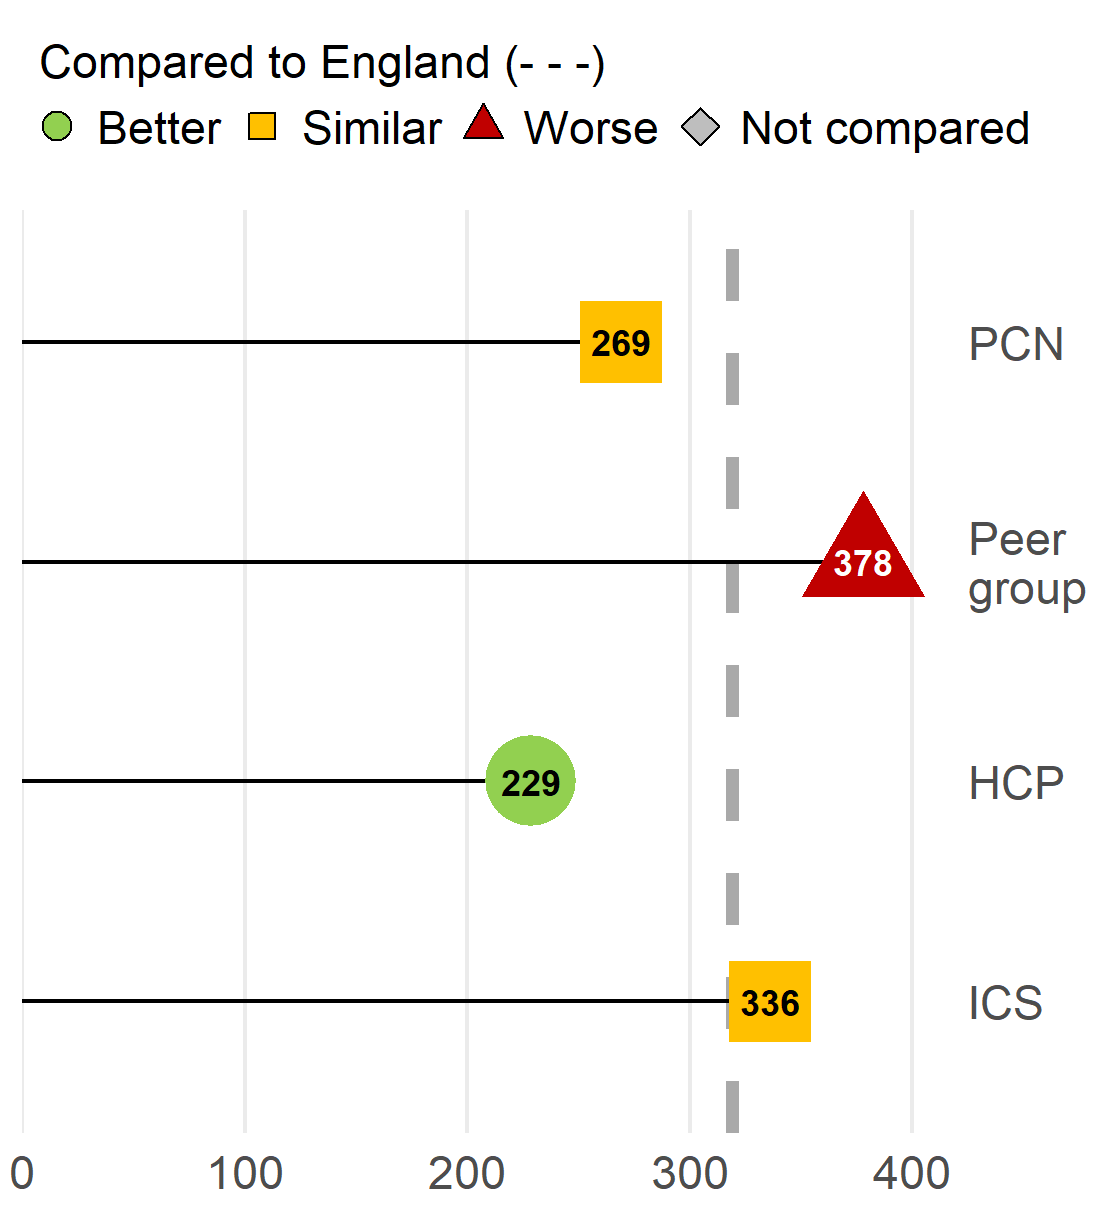 Compared to England (- - -)
Better Similar Worse Not compared
269
PCN
378
Peer
group
229
HCP
336
ICS
0 100 200 300 400